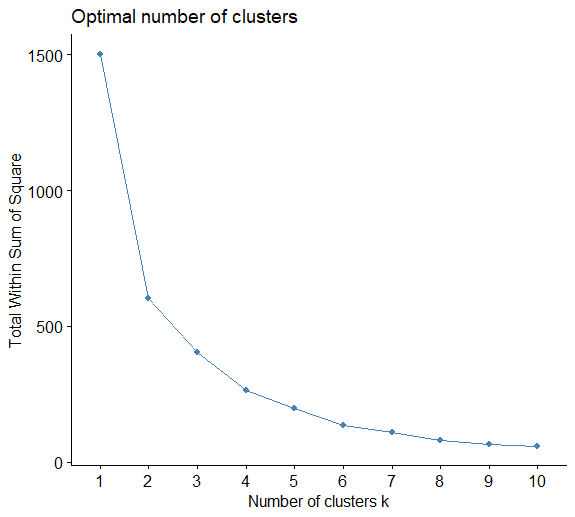 Optimal number of clusters
Total Within Sum of Square
1500
1000
500
0
1 2 3 4 5 6 7 8 9 10
Number of clusters k